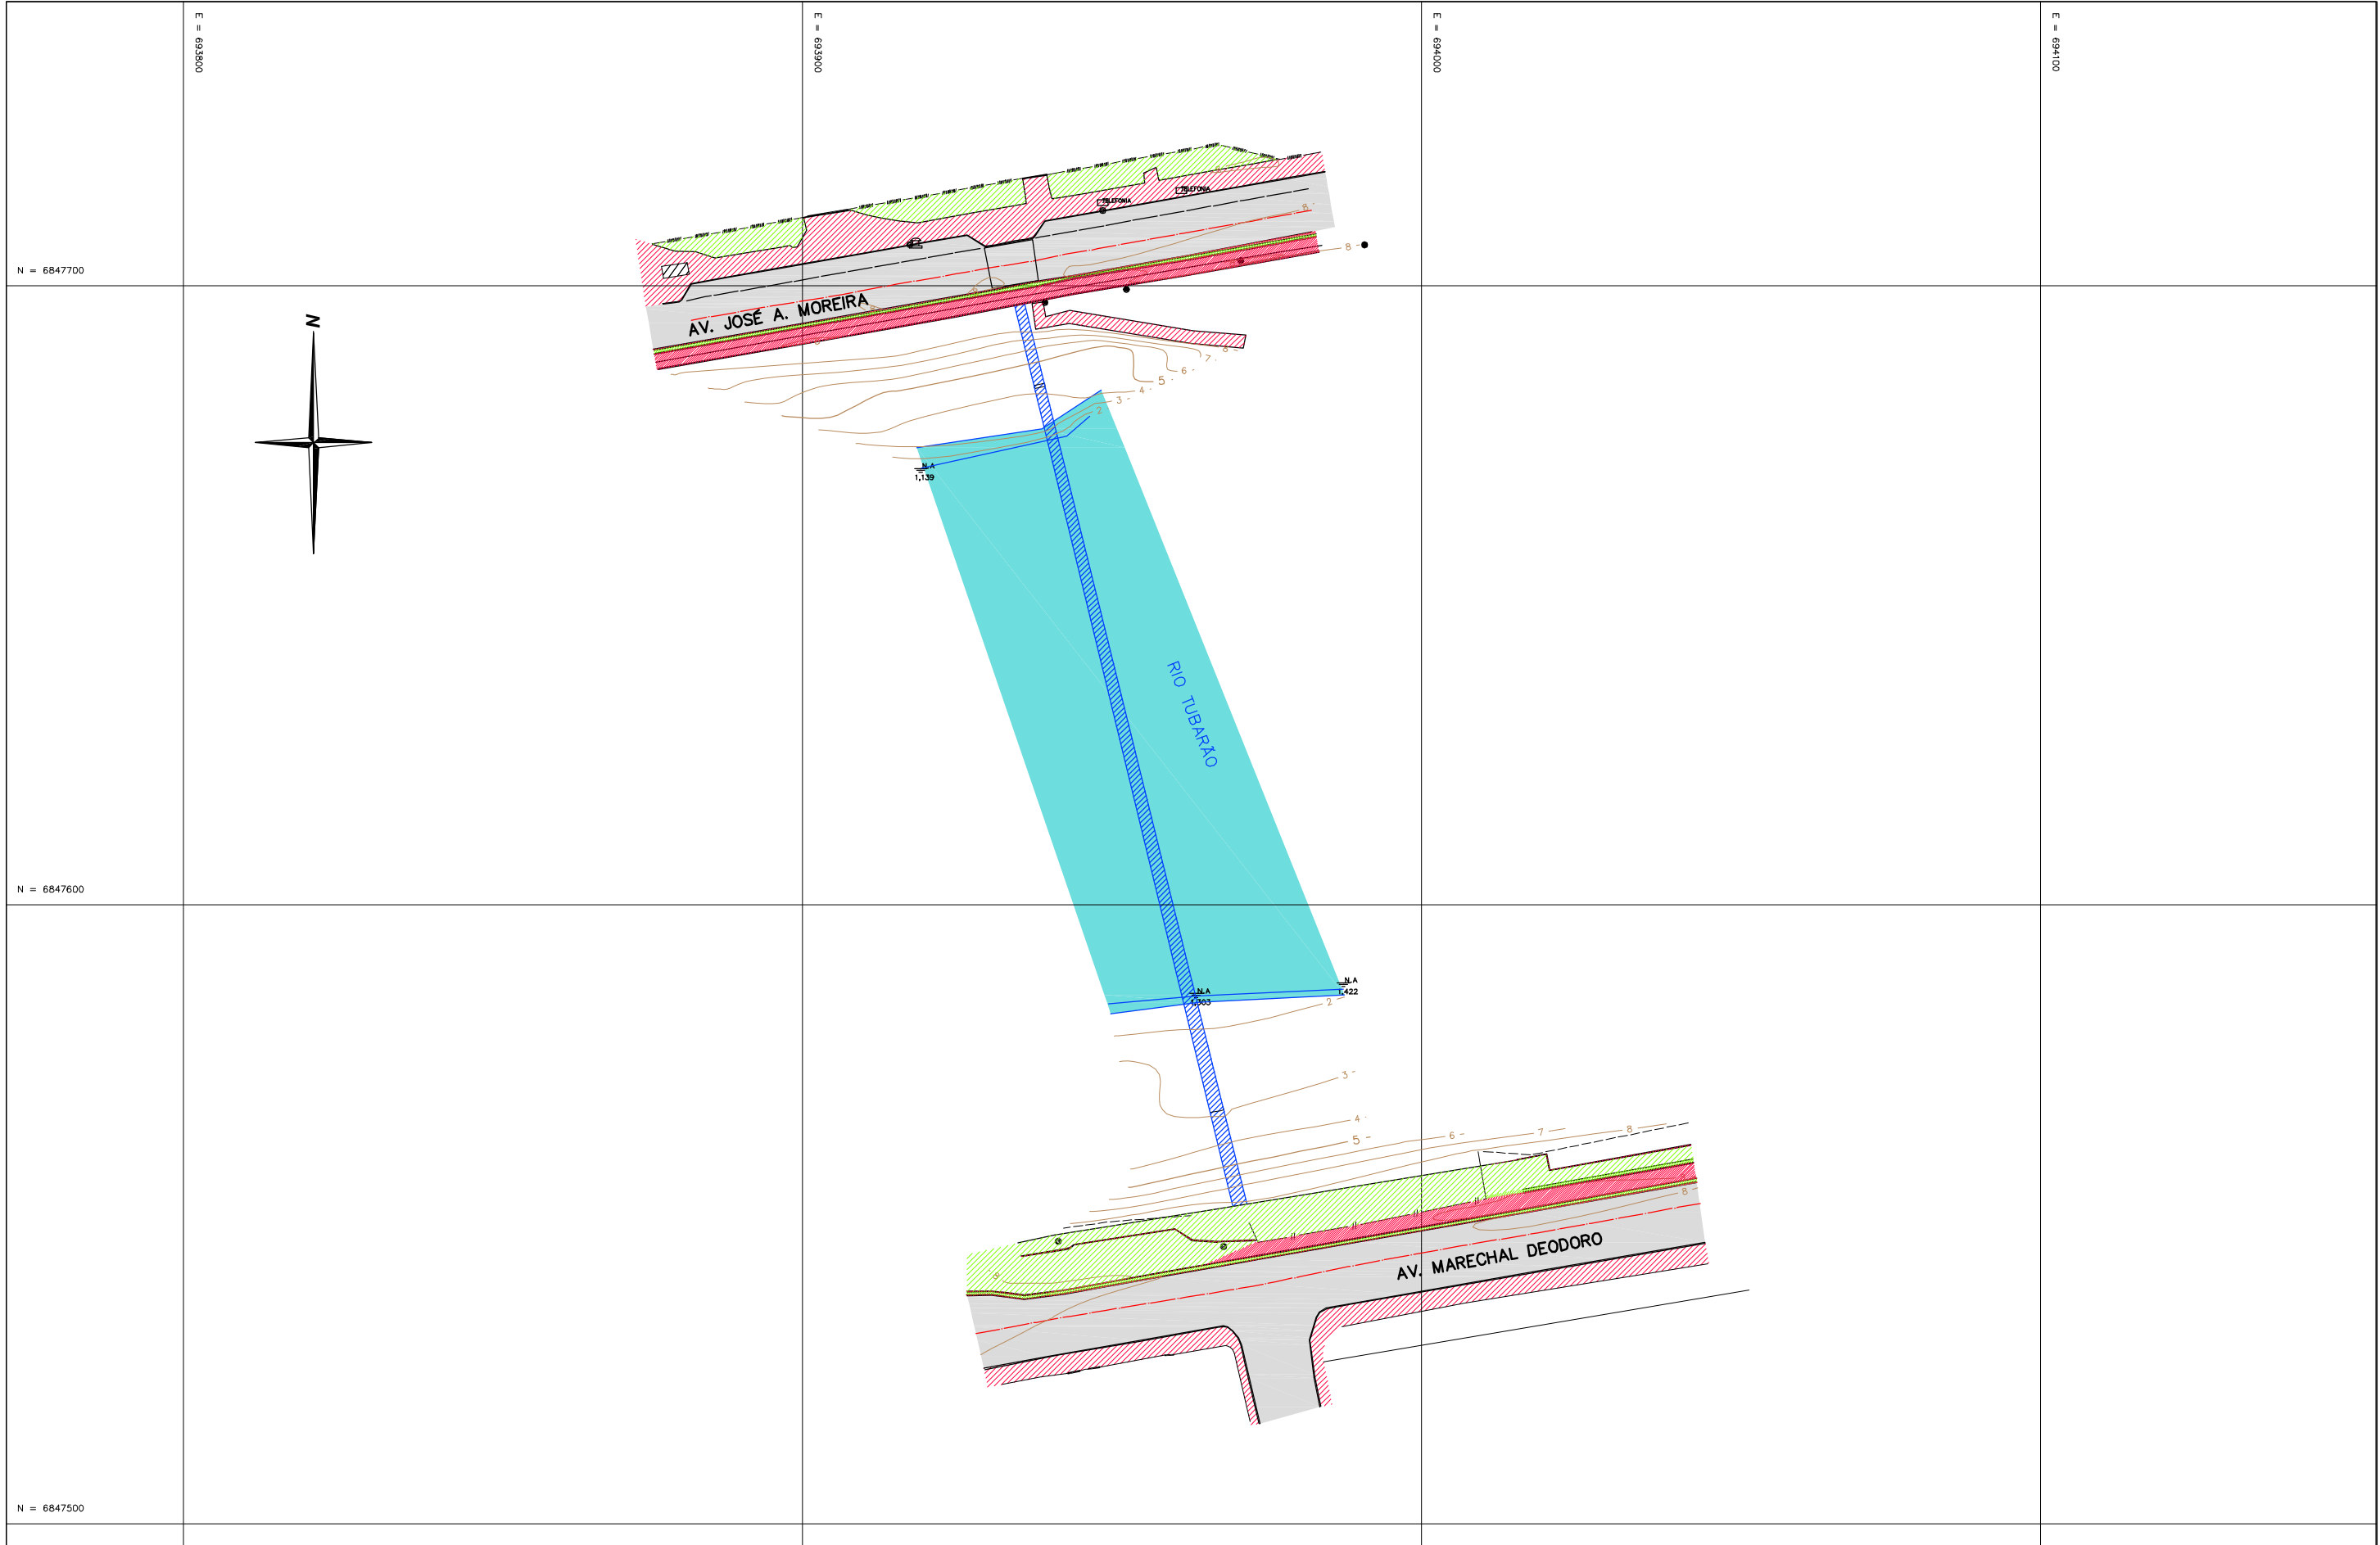 E = 693800
E = 693900
E = 694000
E = 694100
TELEFONIA
TELEFONIA
8
8
N = 6847700
AV. JOSÉ A. MOREIRA
N
8
7
6
5
4
3
2
N.A
1,139
RIO TUBARÃO
N = 6847600
N.A
1,422
N.A
1,303
2
3
4
5
6
7
8
8
8
AV. MARECHAL DEODORO
N = 6847500